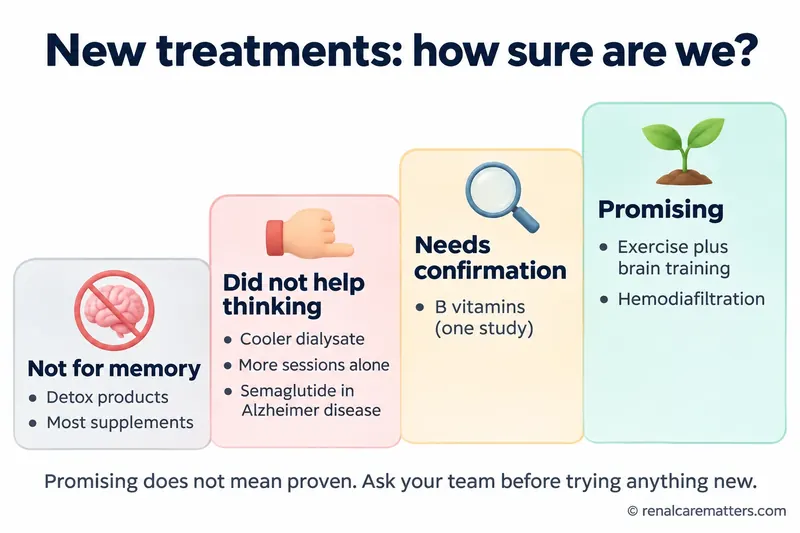 New treatments: how sure are we?
Not for memory
• Detox products
• Most supplements
Did not help
thinking
• Cooler dialysate
• More sessions alone
• Semaglutide in
Alzheimer disease
Needs
confirmation
• B vitamins
(one study)
Promising
• Exercise plus
brain training
• Hemodiafiltration
Promising does not mean proven. Ask your team before trying anything new.
© renalcarematters.com